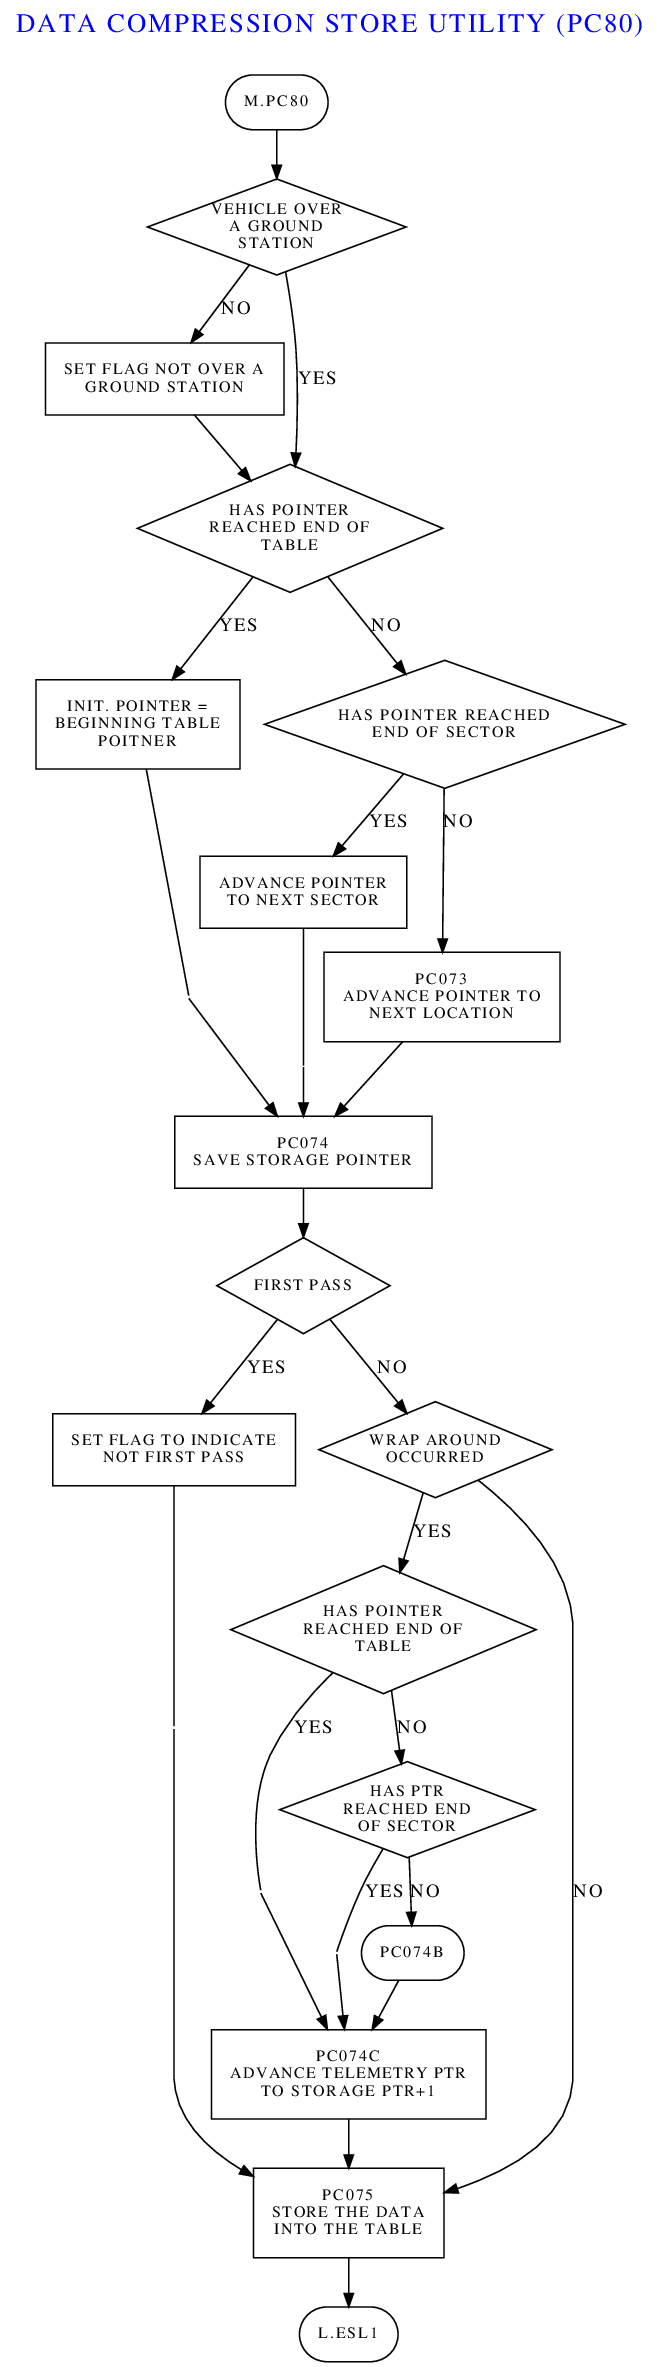 DATA COMPRESSION STORE UTILITY (PC80)
M.PC80
VEHICLE OVER
A GROUND
STATION
NO
SET FLAG NOT OVER A
GROUND STATION
YES
HAS POINTER
REACHED END OF
TABLE
YES
NO
INIT. POINTER =
BEGINNING TABLE
POITNER
HAS POINTER REACHED
END OF SECTOR
YES
NO
ADVANCE POINTER
TO NEXT SECTOR
PC073
ADVANCE POINTER TO
NEXT LOCATION
PC074
SAVE STORAGE POINTER
FIRST PASS
YES
NO
SET FLAG TO INDICATE
NOT FIRST PASS
WRAP AROUND
OCCURRED
YES
HAS POINTER
REACHED END OF
TABLE
YES
NO
HAS PTR
REACHED END
OF SECTOR
YES
NO
NO
PC074B
PC074C
ADVANCE TELEMETRY PTR
TO STORAGE PTR+1
PC075
STORE THE DATA
INTO THE TABLE
L.ESL1